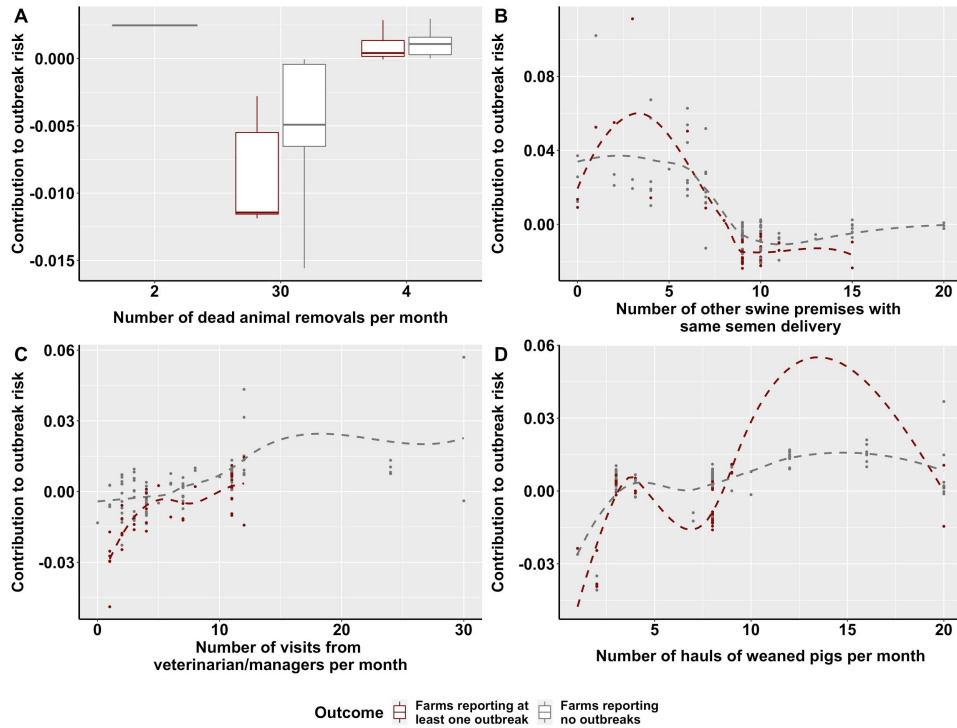 A
Contribution to outbreak risk
0.000
-0.005
-0.010
-0.015
2
30
4
Number of dead animal removals per month
B
Contribution to outbreak risk
0.08
0.04
0.00
0
5
10
15
20
Number of other swine premises with
same semen delivery
C
Contribution to outbreak risk
0.06
0.03
0.00
-0.03
0
10
20
30
Number of visits from
veterinarian/managers per month
D
Contribution to outbreak risk
0.06
0.03
0.00
-0.03
5
10
15
20
Number of hauls of weaned pigs per month
Outcome
Farms reporting at
least one outbreak
Farms reporting
no outbreaks